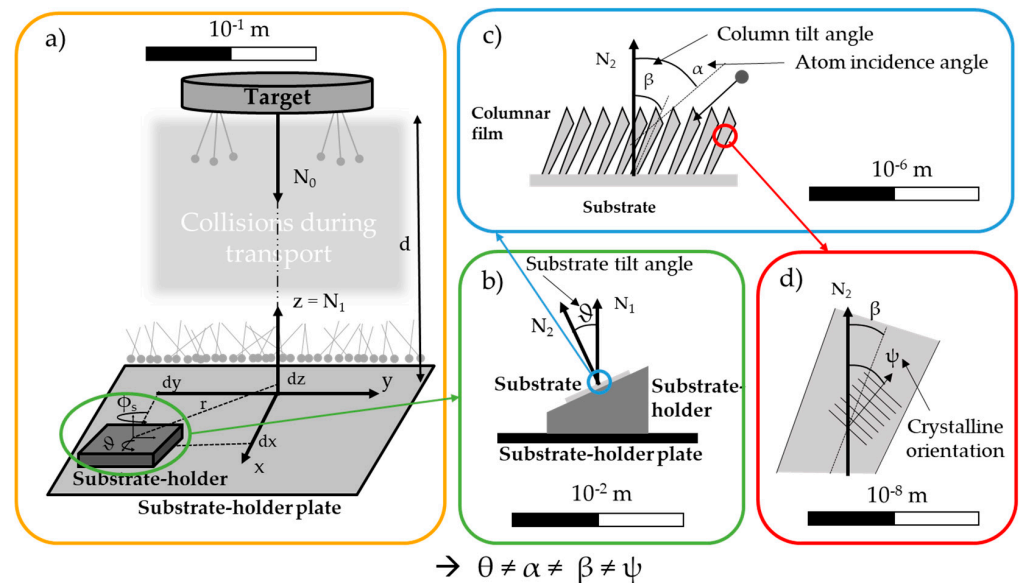 a)
10⁻¹ m
Target
N₀
Collisions during
transport
d
z = N₁
dz
dy
y
r
ϕₛ
ϑ
dx
x
Substrate-holder
Substrate-holder plate
c)
Column tilt angle
N₂
α
Atom incidence angle
β
Columnar
film
10⁻⁶ m
Substrate
b)
Substrate tilt angle
ϑ
N₁
N₂
Substrate
Substrate-
holder
Substrate-holder plate
10⁻² m
d)
N₂
β
ψ
Crystalline
orientation
10⁻⁸ m
→ θ ≠ α ≠ β ≠ ψ